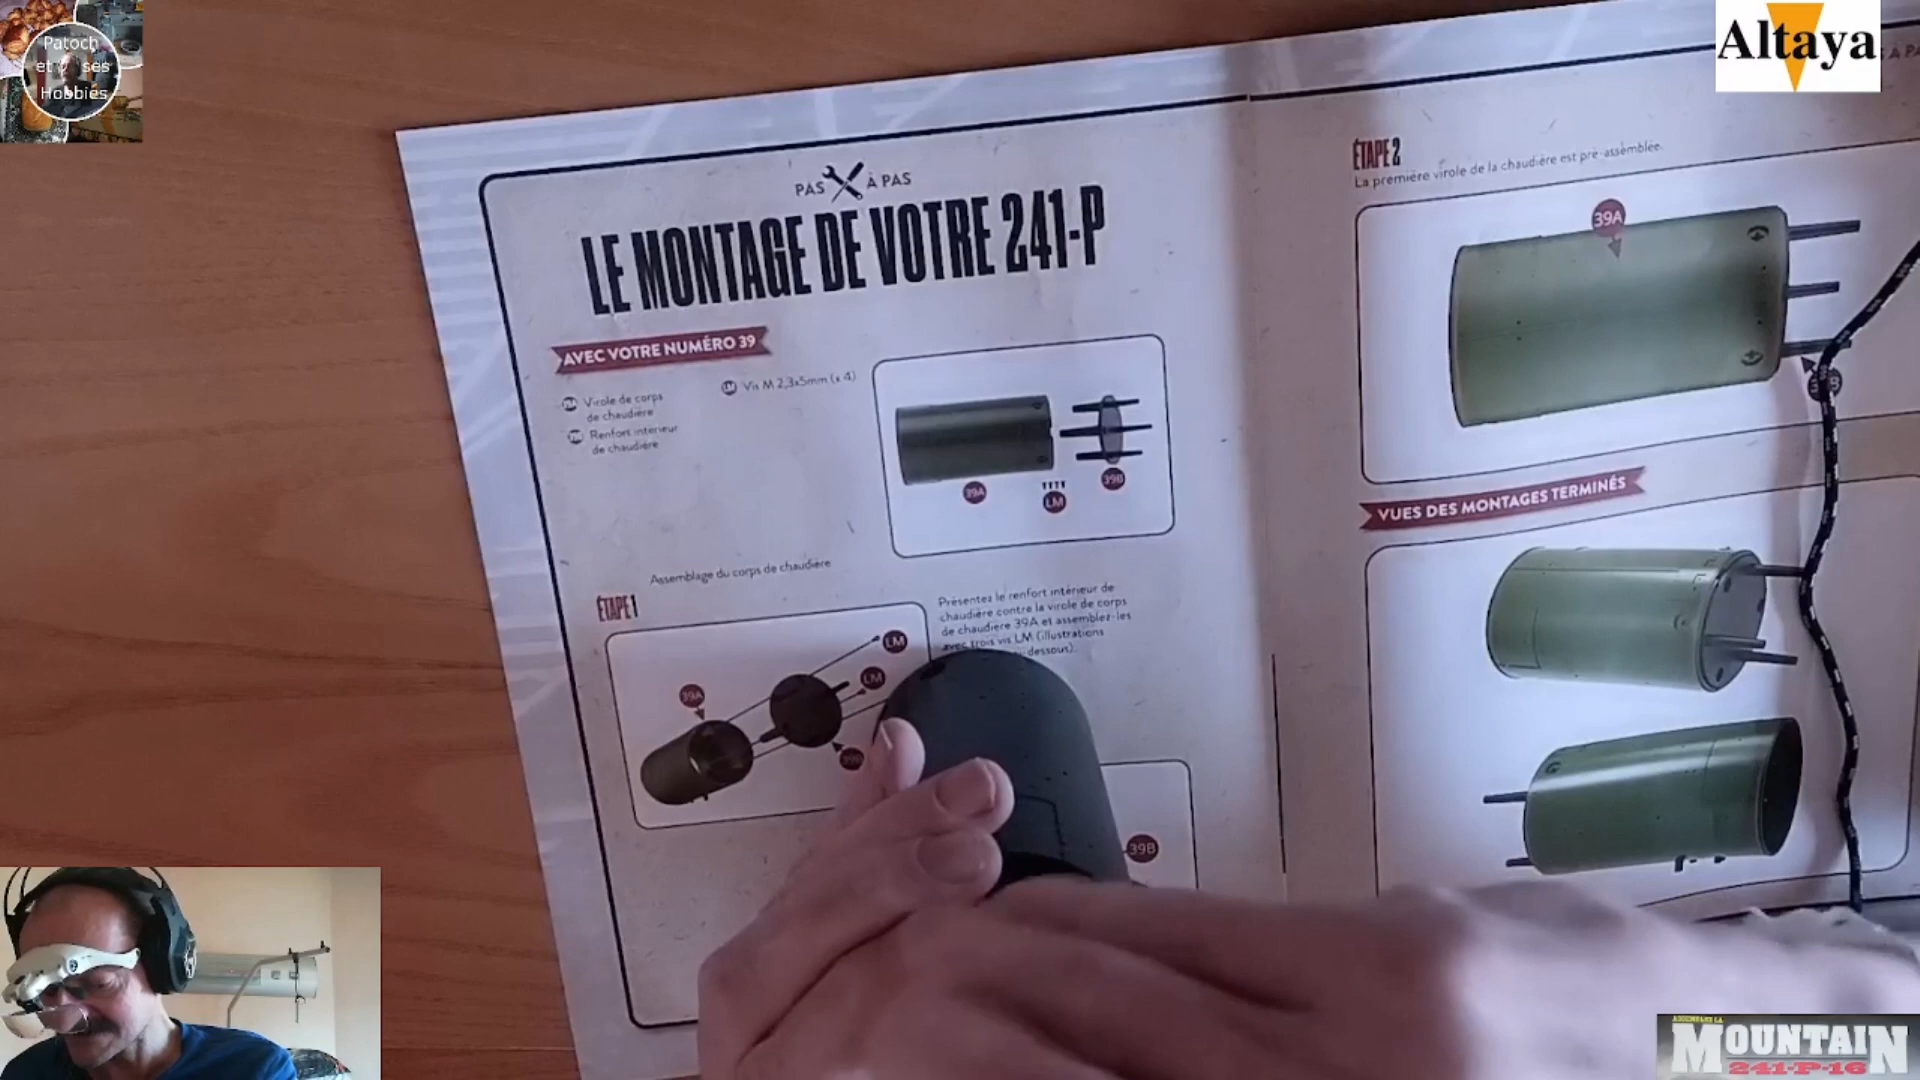 Patoch
et ses
Hobbies
Altaya
PAS À PAS
LE MONTAGE DE VOTRE 241-P
AVEC VOTRE NUMÉRO 39
Virole de corps
de chaudière
Renfort intérieur
de chaudière
LM Vis M 2,3x5mm (x 4)
39A
LM
39B
Assemblage du corps de chaudière
ÉTAPE 1
Présentez le renfort intérieur de
chaudière contre la virole de corps
de chaudière 39A et assemblez-les
avec trois vis LM (illustrations
dessous).
LM
LM
39A
39B
39B
ÉTAPE 2
La première virole de la chaudière est pré-assemblée.
39A
VUES DES MONTAGES TERMINÉS
MOUNTAIN
241-P-16